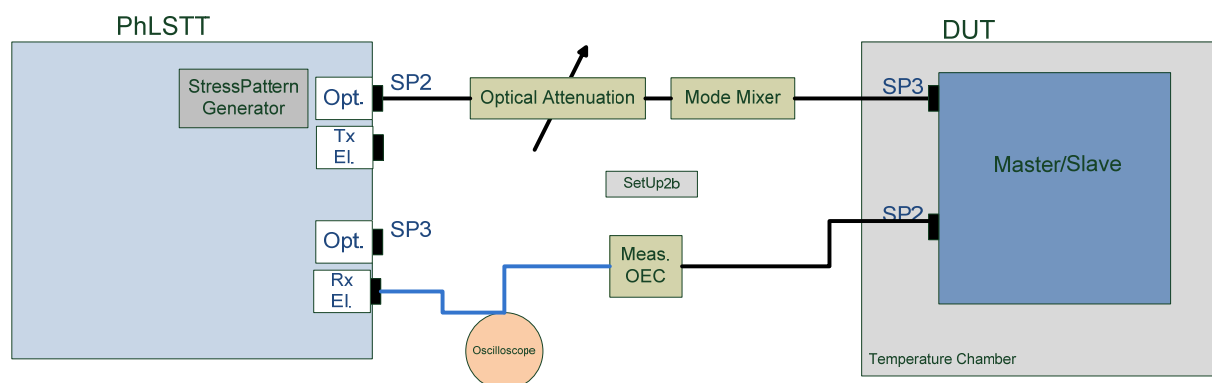 PhLSTT
DUT
StressPattern
Generator
Opt.
SP2
Optical Attenuation
Mode Mixer
SP3
Tx
El.
Master/Slave
SetUp2b
SP2
Opt.
SP3
Meas.
OEC
Rx
El.
Oscilloscope
Temperature Chamber